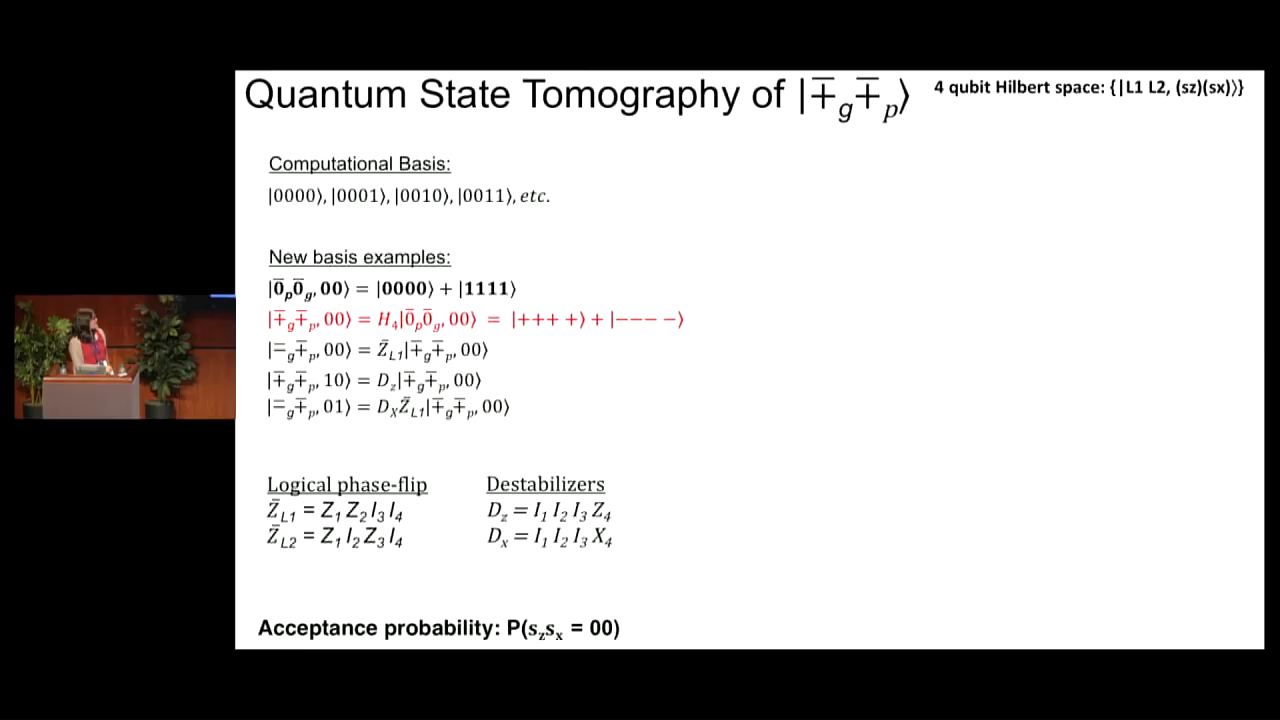 Quantum State Tomography of |∓̄_g ∓̄_p⟩
4 qubit Hilbert space: {|L1 L2, (sz)(sx)⟩}
Computational Basis:
|0000⟩, |0001⟩, |0010⟩, |0011⟩, etc.
New basis examples:
|0̄_p 0̄_g, 00⟩ = |0000⟩ + |1111⟩
|∓_g ∓_p, 00⟩ = H_4|0̄_p 0̄_g, 00⟩ = |++++⟩ + |−−−−⟩
|=_g ∓_p, 00⟩ = Z̄_L1|∓_g ∓_p, 00⟩
|∓_g ∓_p, 10⟩ = D_z|∓_g ∓_p, 00⟩
|=_g ∓_p, 01⟩ = D_X Z̄_L1|∓_g ∓_p, 00⟩
Logical phase-flip
Z̄_L1 = Z_1 Z_2 I_3 I_4
Z̄_L2 = Z_1 I_2 Z_3 I_4
Destabilizers
D_z = I_1 I_2 I_3 Z_4
D_x = I_1 I_2 I_3 X_4
Acceptance probability: P(s_z s_x = 00)